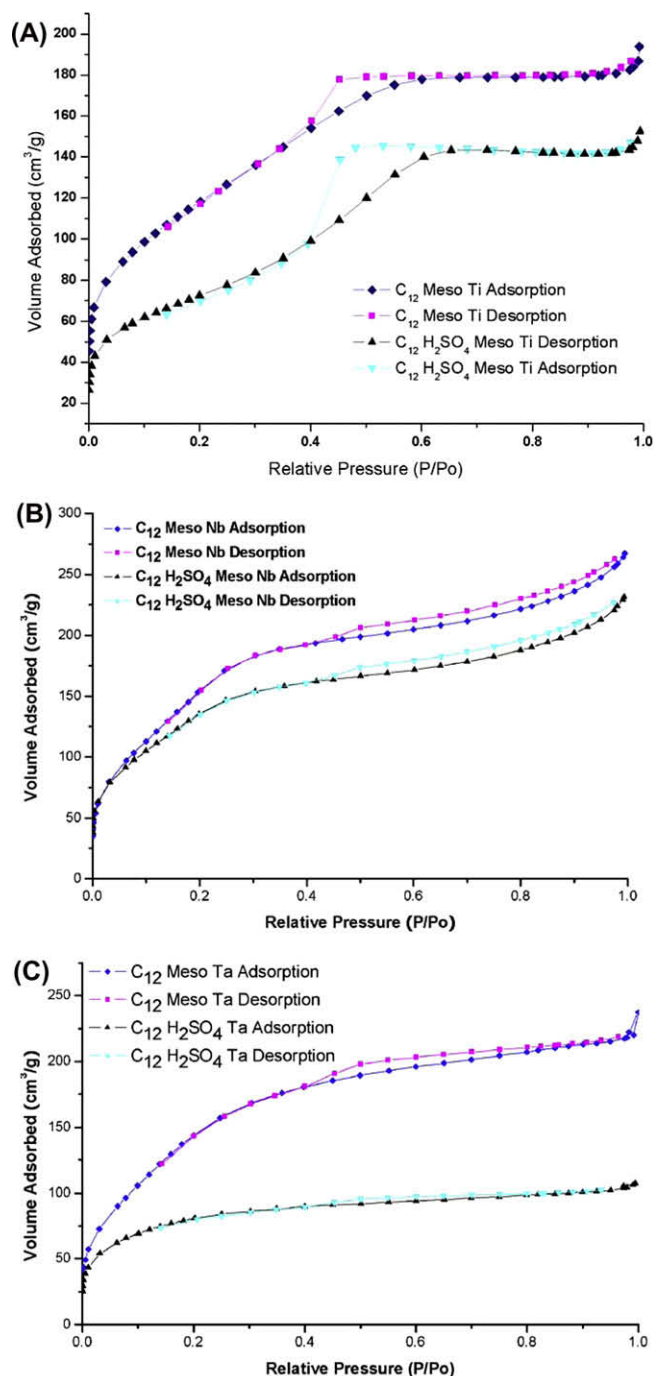 (A)
200
180
160
140
120
100
80
60
40
20
Volume Adsorbed (cm³/g)
C₁₂ Meso Ti Adsorption
C₁₂ Meso Ti Desorption
C₁₂ H₂SO₄ Meso Ti Desorption
C₁₂ H₂SO₄ Meso Ti Adsorption
0.0 0.2 0.4 0.6 0.8 1.0
Relative Pressure (P/Po)
(B)
300
250
200
150
100
50
0
Volume Adsorbed (cm³/g)
C₁₂ Meso Nb Adsorption
C₁₂ Meso Nb Desorption
C₁₂ H₂SO₄ Meso Nb Adsorption
C₁₂ H₂SO₄ Meso Nb Desorption
0.0 0.2 0.4 0.6 0.8 1.0
Relative Pressure (P/Po)
(C)
250
200
150
100
50
0
Volume Adsorbed (cm³/g)
C₁₂ Meso Ta Adsorption
C₁₂ Meso Ta Desorption
C₁₂ H₂SO₄ Ta Adsorption
C₁₂ H₂SO₄ Ta Desorption
0.0 0.2 0.4 0.6 0.8 1.0
Relative Pressure (P/Po)